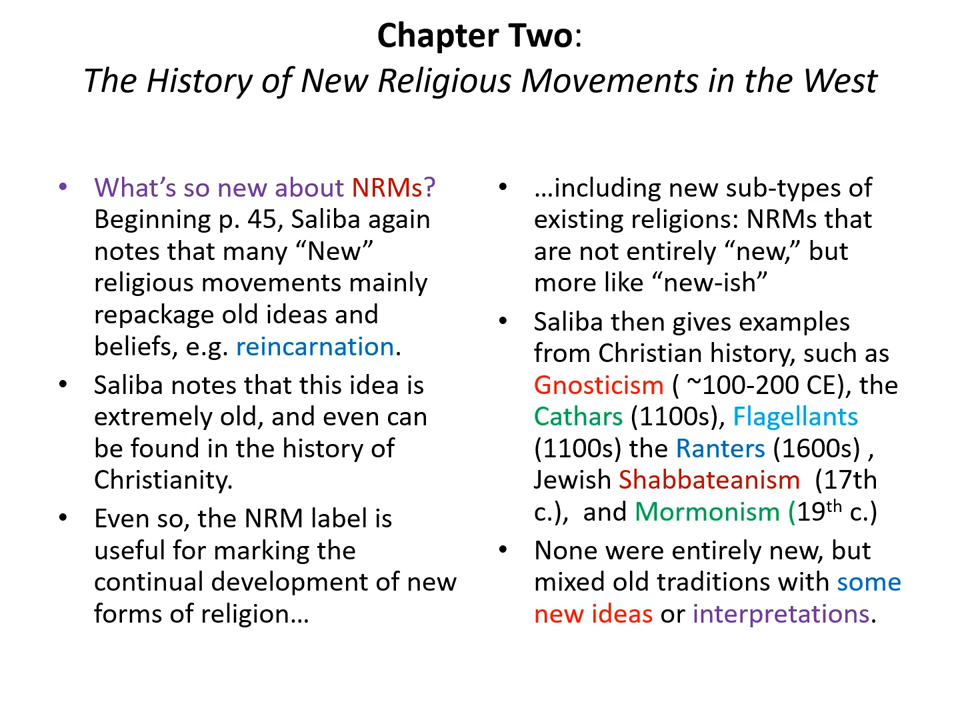 Chapter Two:
The History of New Religious Movements in the West
• What’s so new about NRMs?
Beginning p. 45, Saliba again
notes that many “New”
religious movements mainly
repackage old ideas and
beliefs, e.g. reincarnation.
• Saliba notes that this idea is
extremely old, and even can
be found in the history of
Christianity.
• Even so, the NRM label is
useful for marking the
continual development of new
forms of religion…
• …including new sub-types of
existing religions: NRMs that
are not entirely “new,” but
more like “new-ish”
• Saliba then gives examples
from Christian history, such as
Gnosticism ( ~100-200 CE), the
Cathars (1100s), Flagellants
(1100s) the Ranters (1600s) ,
Jewish Shabbateanism (17th
c.), and Mormonism (19th c.)
• None were entirely new, but
mixed old traditions with some
new ideas or interpretations.